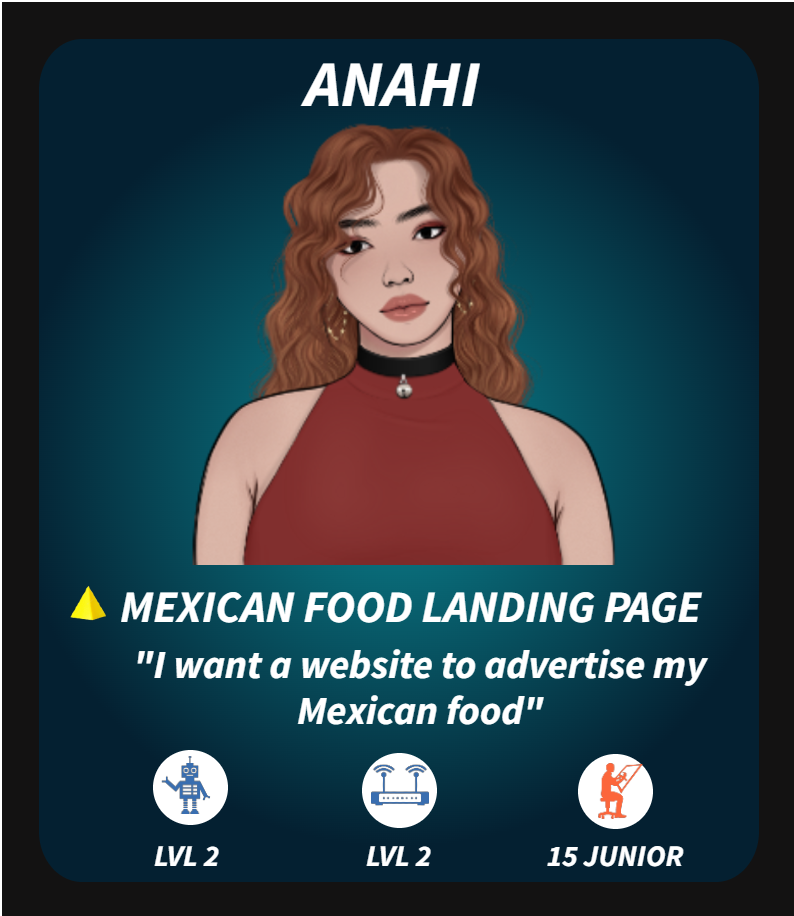 ANAHI
MEXICAN FOOD LANDING PAGE
"I want a website to advertise my
Mexican food"
LVL 2
LVL 2
15 JUNIOR